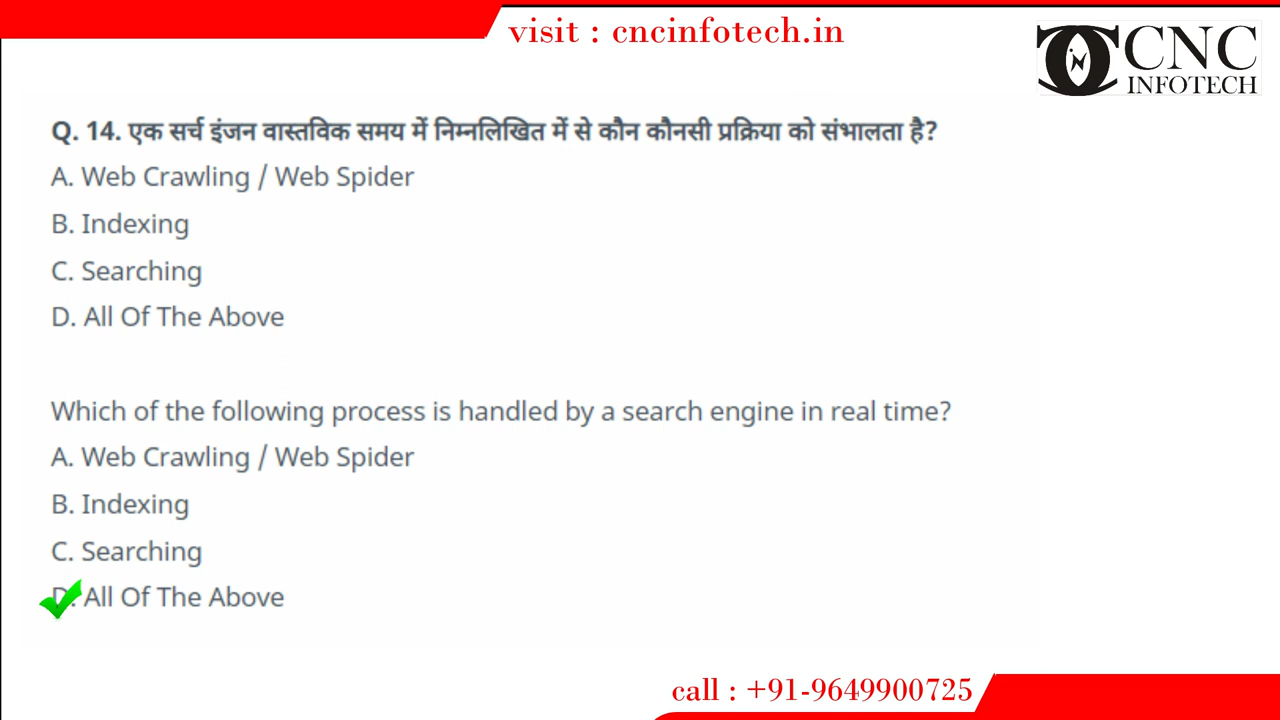 visit : cncinfotech.in
CNC
INFOTECH
Q. 14. एक सर्च इंजन वास्तविक समय में निम्नलिखित में से कौन कौनसी प्रक्रिया को संभालता है?
A. Web Crawling / Web Spider
B. Indexing
C. Searching
D. All Of The Above
Which of the following process is handled by a search engine in real time?
A. Web Crawling / Web Spider
B. Indexing
C. Searching
D. All Of The Above
call : +91-9649900725